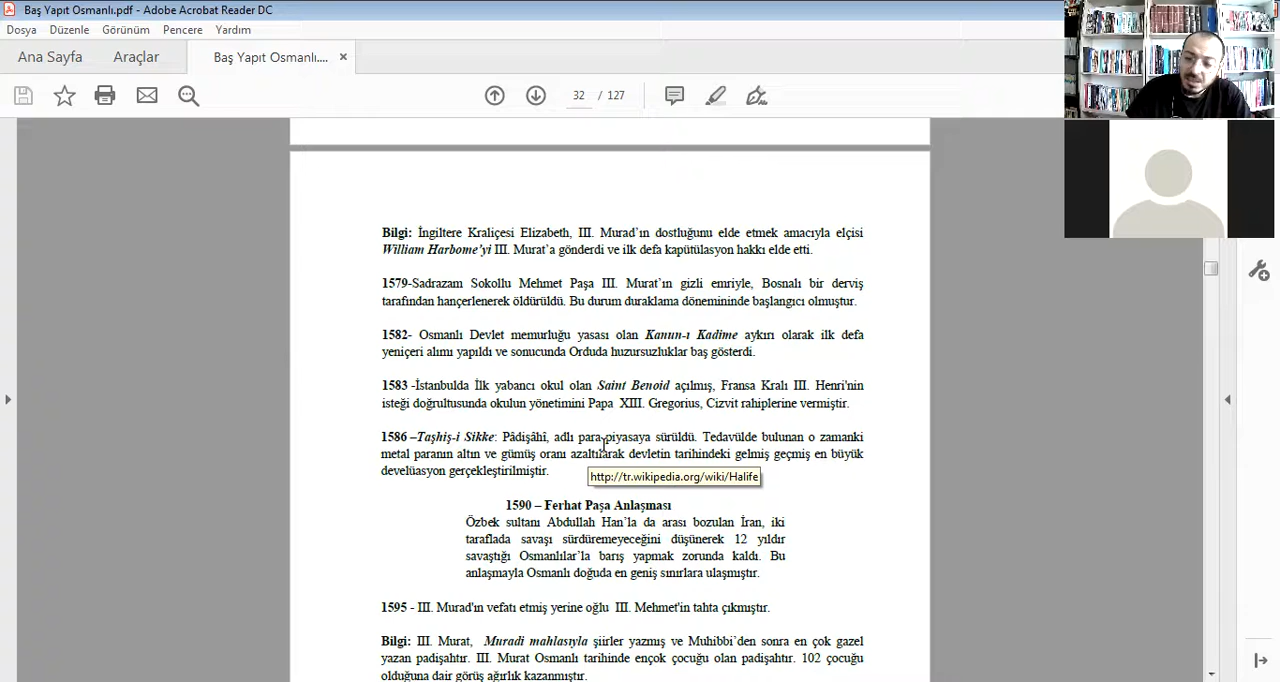 Baş Yapıt Osmanlı.pdf - Adobe Acrobat Reader DC
Dosya Düzenle Görünüm Pencere Yardım
Ana Sayfa Araçlar Baş Yapıt Osmanlı.... ×
32 / 127
Bilgi: İngiltere Kraliçesi Elizabeth, III. Murad'ın dostluğunu elde etmek amacıyla elçisi
William Harbome'yi III. Murat'a gönderdi ve ilk defa kapütülasyon hakkı elde etti.
1579-Sadrazam Sokollu Mehmet Paşa III. Murat'ın gizli emriyle, Bosnalı bir derviş
tarafından hançerlenerek öldürüldü. Bu durum duraklama dönemininde başlangıcı olmuştur.
1582- Osmanlı Devlet memurluğu yasası olan Kanun-ı Kadime aykırı olarak ilk defa
yeniçeri alımı yapıldı ve sonucunda Orduda huzursuzluklar baş gösterdi.
1583 -İstanbulda İlk yabancı okul olan Saint Benoid açılmış, Fransa Kralı III. Henri'nin
isteği doğrultusunda okulun yönetimini Papa XIII. Gregorius, Cizvit rahiplerine vermiştir.
1586 –Taşhiş-i Sikke: Pâdişâhî, adlı para piyasaya sürüldü. Tedavülde bulunan o zamanki
metal paranın altın ve gümüş oranı azaltılarak devletin tarihindeki gelmiş geçmiş en büyük
develüasyon gerçekleştirilmiştir.
http://tr.wikipedia.org/wiki/Halife
1590 – Ferhat Paşa Anlaşması
Özbek sultanı Abdullah Han'la da arası bozulan İran, iki
taraflada savaşı sürdüremeyeceğini düşünerek 12 yıldır
savaştığı Osmanlılar'la barış yapmak zorunda kaldı. Bu
anlaşmayla Osmanlı doğuda en geniş sınırlara ulaşmıştır.
1595 - III. Murad'ın vefatı etmiş yerine oğlu III. Mehmet'in tahta çıkmıştır.
Bilgi: III. Murat, Muradi mahlasıyla şiirler yazmış ve Muhibbi'den sonra en çok gazel
yazan padişahtır. III. Murat Osmanlı tarihinde ençok çocuğu olan padişahtır. 102 çocuğu
olduğuna dair görüş ağırlık kazanmıştır.